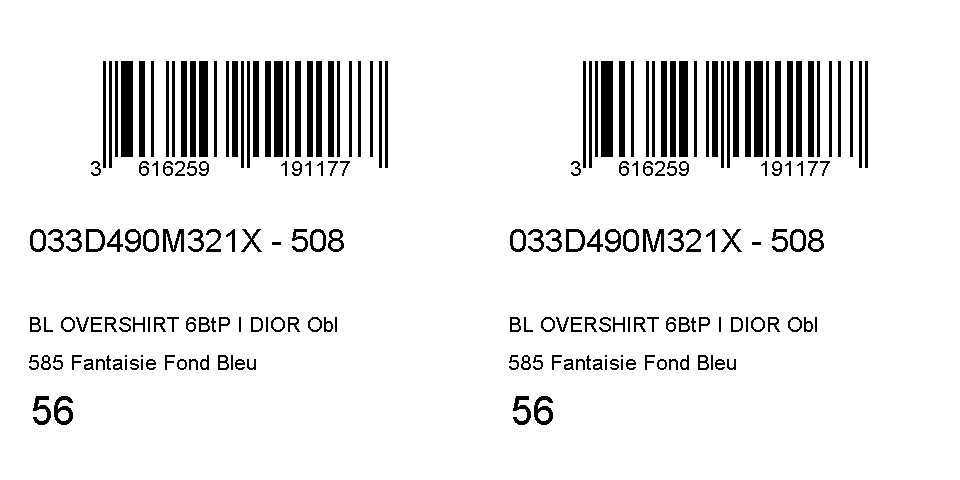 3 616259 191177
033D490M321X - 508
BL OVERSHIRT 6BtP I DIOR Obl
585 Fantaisie Fond Bleu
56
3 616259 191177
033D490M321X - 508
BL OVERSHIRT 6BtP I DIOR Obl
585 Fantaisie Fond Bleu
56